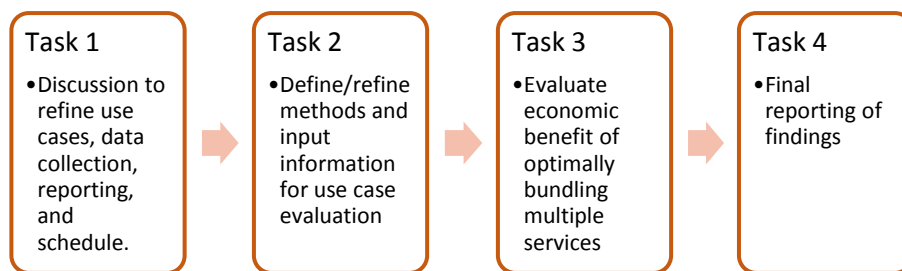 Task 1
•Discussion to
refine use
cases, data
collection,
reporting,
and
schedule.
Task 2
•Define/refine
methods and
input
information
for use case
evaluation
Task 3
•Evaluate
economic
benefit of
optimally
bundling
multiple
services
Task 4
•Final
reporting of
findings